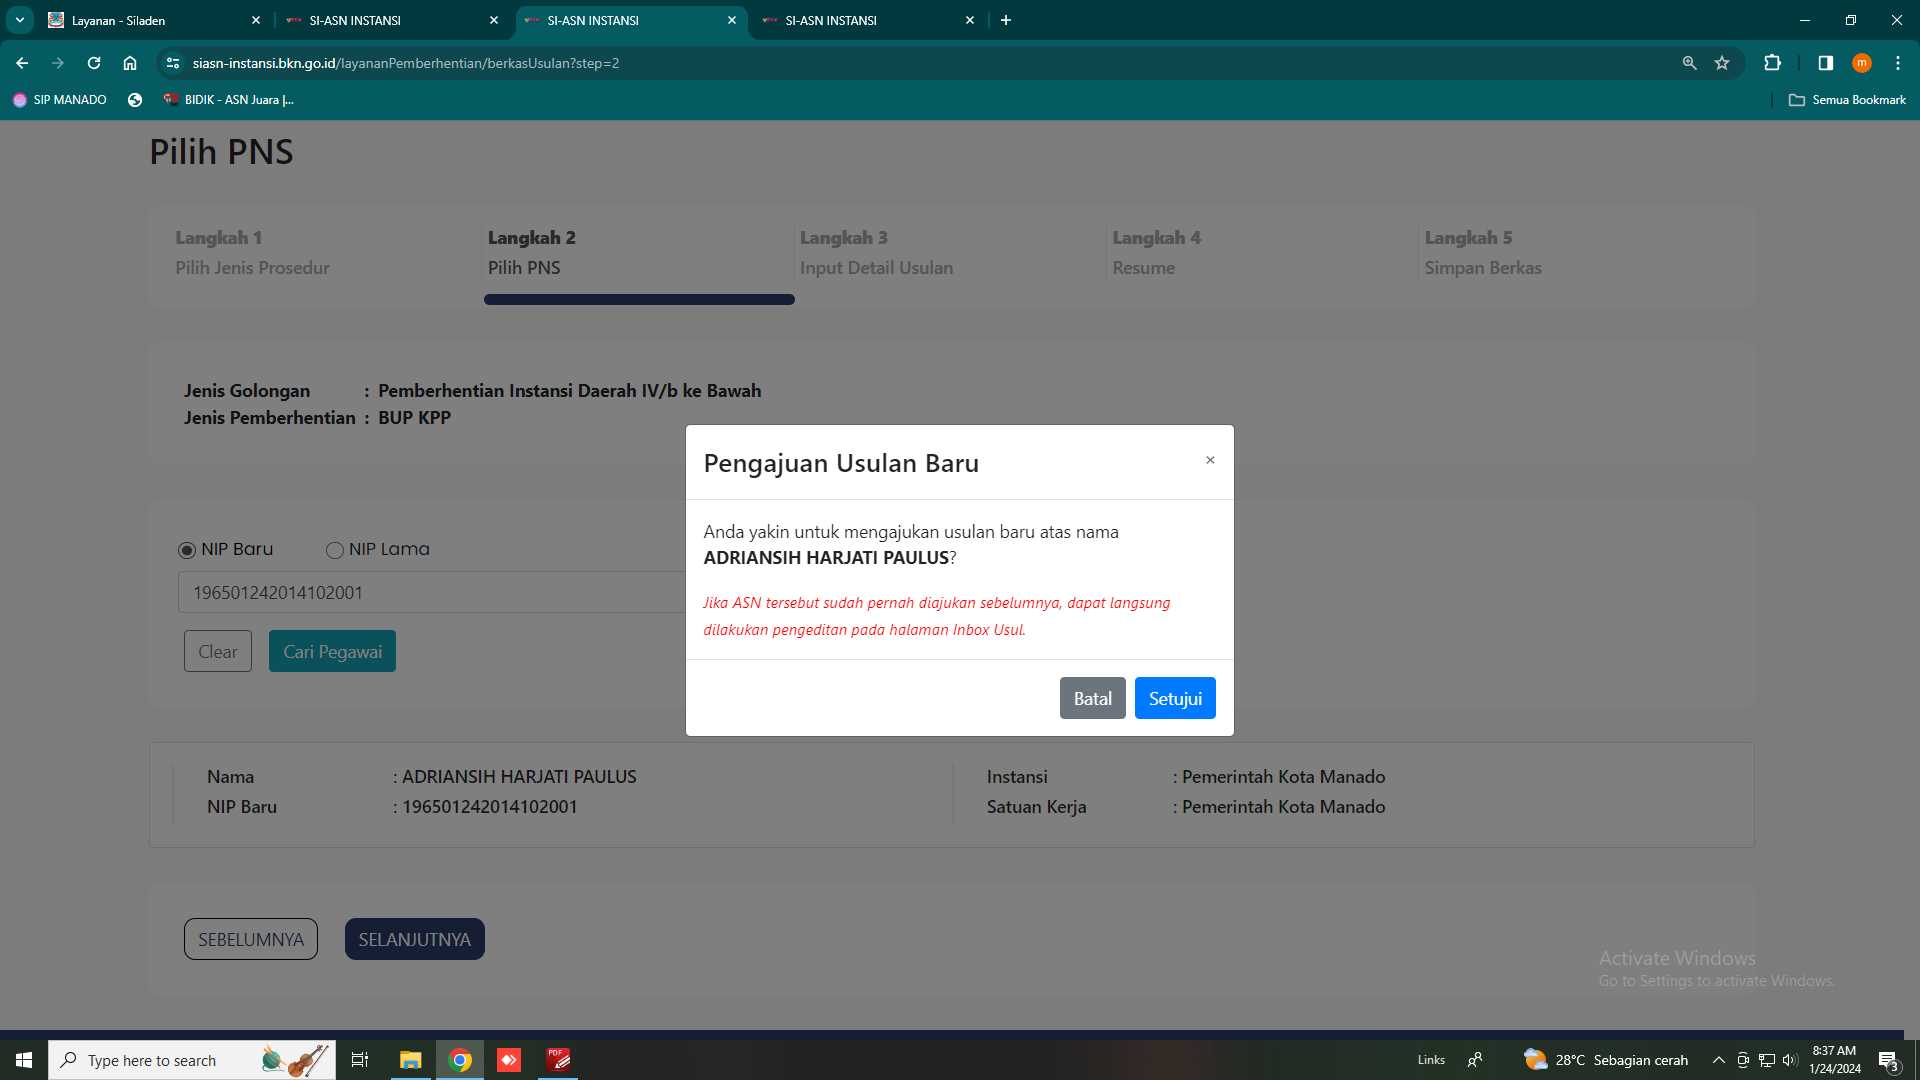 Layanan - Siladen
SI-ASN INSTANSI
SI-ASN INSTANSI
SI-ASN INSTANSI
siasn-instansi.bkn.go.id/layananPemberhentian/berkasUsulan?step=2
m
SIP MANADO
BIDIK - ASN Juara |...
Semua Bookmark
Pilih PNS
Langkah 1
Pilih Jenis Prosedur
Langkah 2
Pilih PNS
Langkah 3
Input Detail Usulan
Langkah 4
Resume
Langkah 5
Simpan Berkas
Jenis Golongan : Pemberhentian Instansi Daerah IV/b ke Bawah
Jenis Pemberhentian : BUP KPP
NIP Baru NIP Lama
196501242014102001
Clear Cari Pegawai
Pengajuan Usulan Baru ×
Anda yakin untuk mengajukan usulan baru atas nama
ADRIANSIH HARJATI PAULUS?
Jika ASN tersebut sudah pernah diajukan sebelumnya, dapat langsung
dilakukan pengeditan pada halaman Inbox Usul.
Batal Setujui
Nama : ADRIANSIH HARJATI PAULUS
NIP Baru : 196501242014102001
Instansi : Pemerintah Kota Manado
Satuan Kerja : Pemerintah Kota Manado
SEBELUMNYA SELANJUTNYA
Activate Windows
Go to Settings to activate Windows.
Type here to search
PDF
Links
28°C Sebagian cerah
8:37 AM
1/24/2024
3